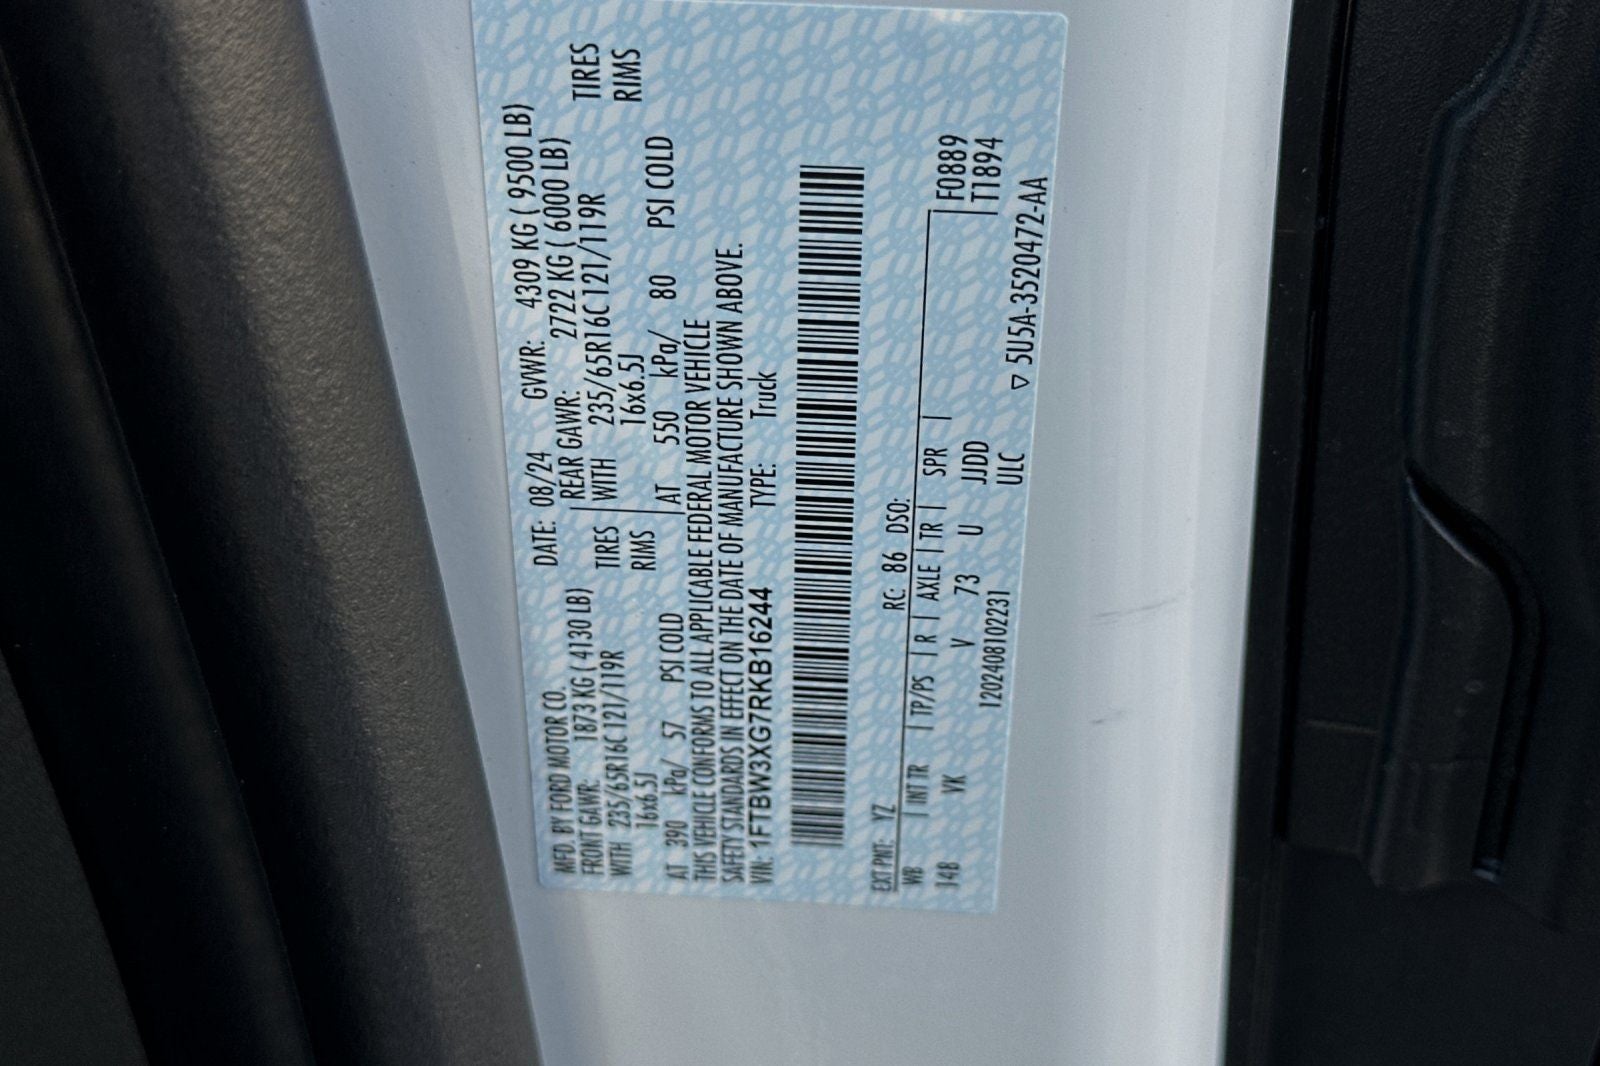 MFD. BY FORD MOTOR CO.
DATE: 08/24 GVWR: 4309 KG ( 9500 LB)
FRONT GAWR: 1873 KG ( 4130 LB) REAR GAWR: 2722 KG ( 6000 LB)
WITH 235/65R16C 121/119R TIRES WITH 235/65R16C 121/119R TIRES
16x6.5J RIMS 16x6.5J RIMS
AT 390 kPa/ 57 PSI COLD AT 550 kPa/ 80 PSI COLD
THIS VEHICLE CONFORMS TO ALL APPLICABLE FEDERAL MOTOR VEHICLE
SAFETY STANDARDS IN EFFECT ON THE DATE OF MANUFACTURE SHOWN ABOVE.
VIN: 1FTBW3XG7RKB16244 TYPE: Truck
EXT PNT: YZ RC: 86 DSO:
WB | INT TR | TP/PS | R | AXLE | TR | SPR | F0889
148 VK V 73 U JJDD T1894
1202408102231 ULC
▽ 5U5A-3520472-AA